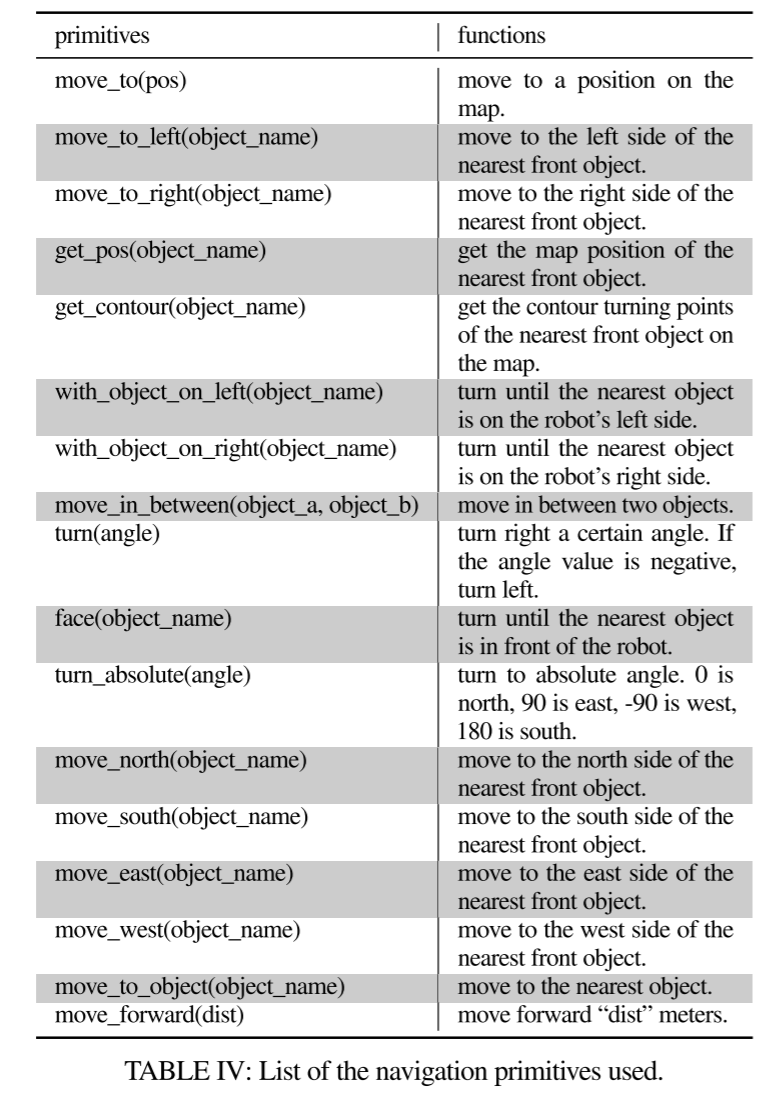 primitives functions
move_to(pos) move to a position on the
map.
move_to_left(object_name) move to the left side of the
nearest front object.
move_to_right(object_name) move to the right side of the
nearest front object.
get_pos(object_name) get the map position of the
nearest front object.
get_contour(object_name) get the contour turning points
of the nearest front object on
the map.
with_object_on_left(object_name) turn until the nearest object
is on the robot's left side.
with_object_on_right(object_name) turn until the nearest object
is on the robot's right side.
move_in_between(object_a, object_b) move in between two objects.
turn(angle) turn right a certain angle. If
the angle value is negative,
turn left.
face(object_name) turn until the nearest object
is in front of the robot.
turn_absolute(angle) turn to absolute angle. 0 is
north, 90 is east, -90 is west,
180 is south.
move_north(object_name) move to the north side of the
nearest front object.
move_south(object_name) move to the south side of the
nearest front object.
move_east(object_name) move to the east side of the
nearest front object.
move_west(object_name) move to the west side of the
nearest front object.
move_to_object(object_name) move to the nearest object.
move_forward(dist) move forward “dist” meters.
TABLE IV: List of the navigation primitives used.